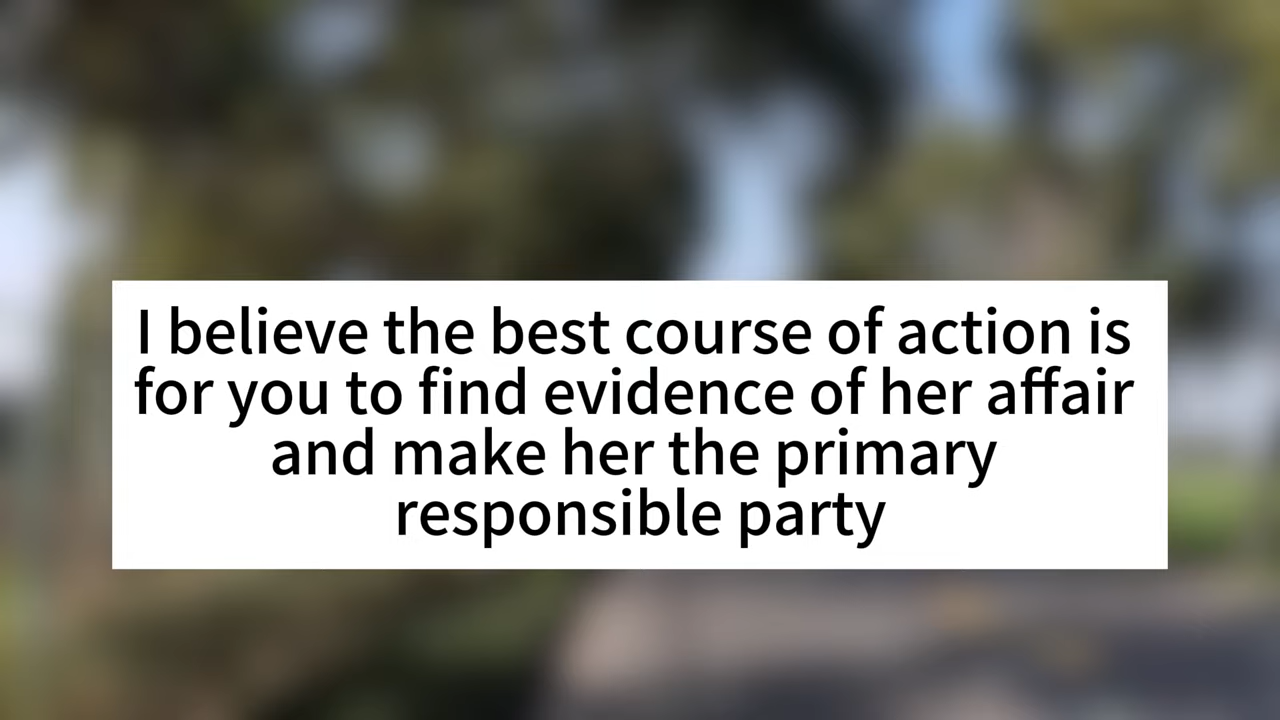 I believe the best course of action is
for you to find evidence of her affair
and make her the primary
responsible party